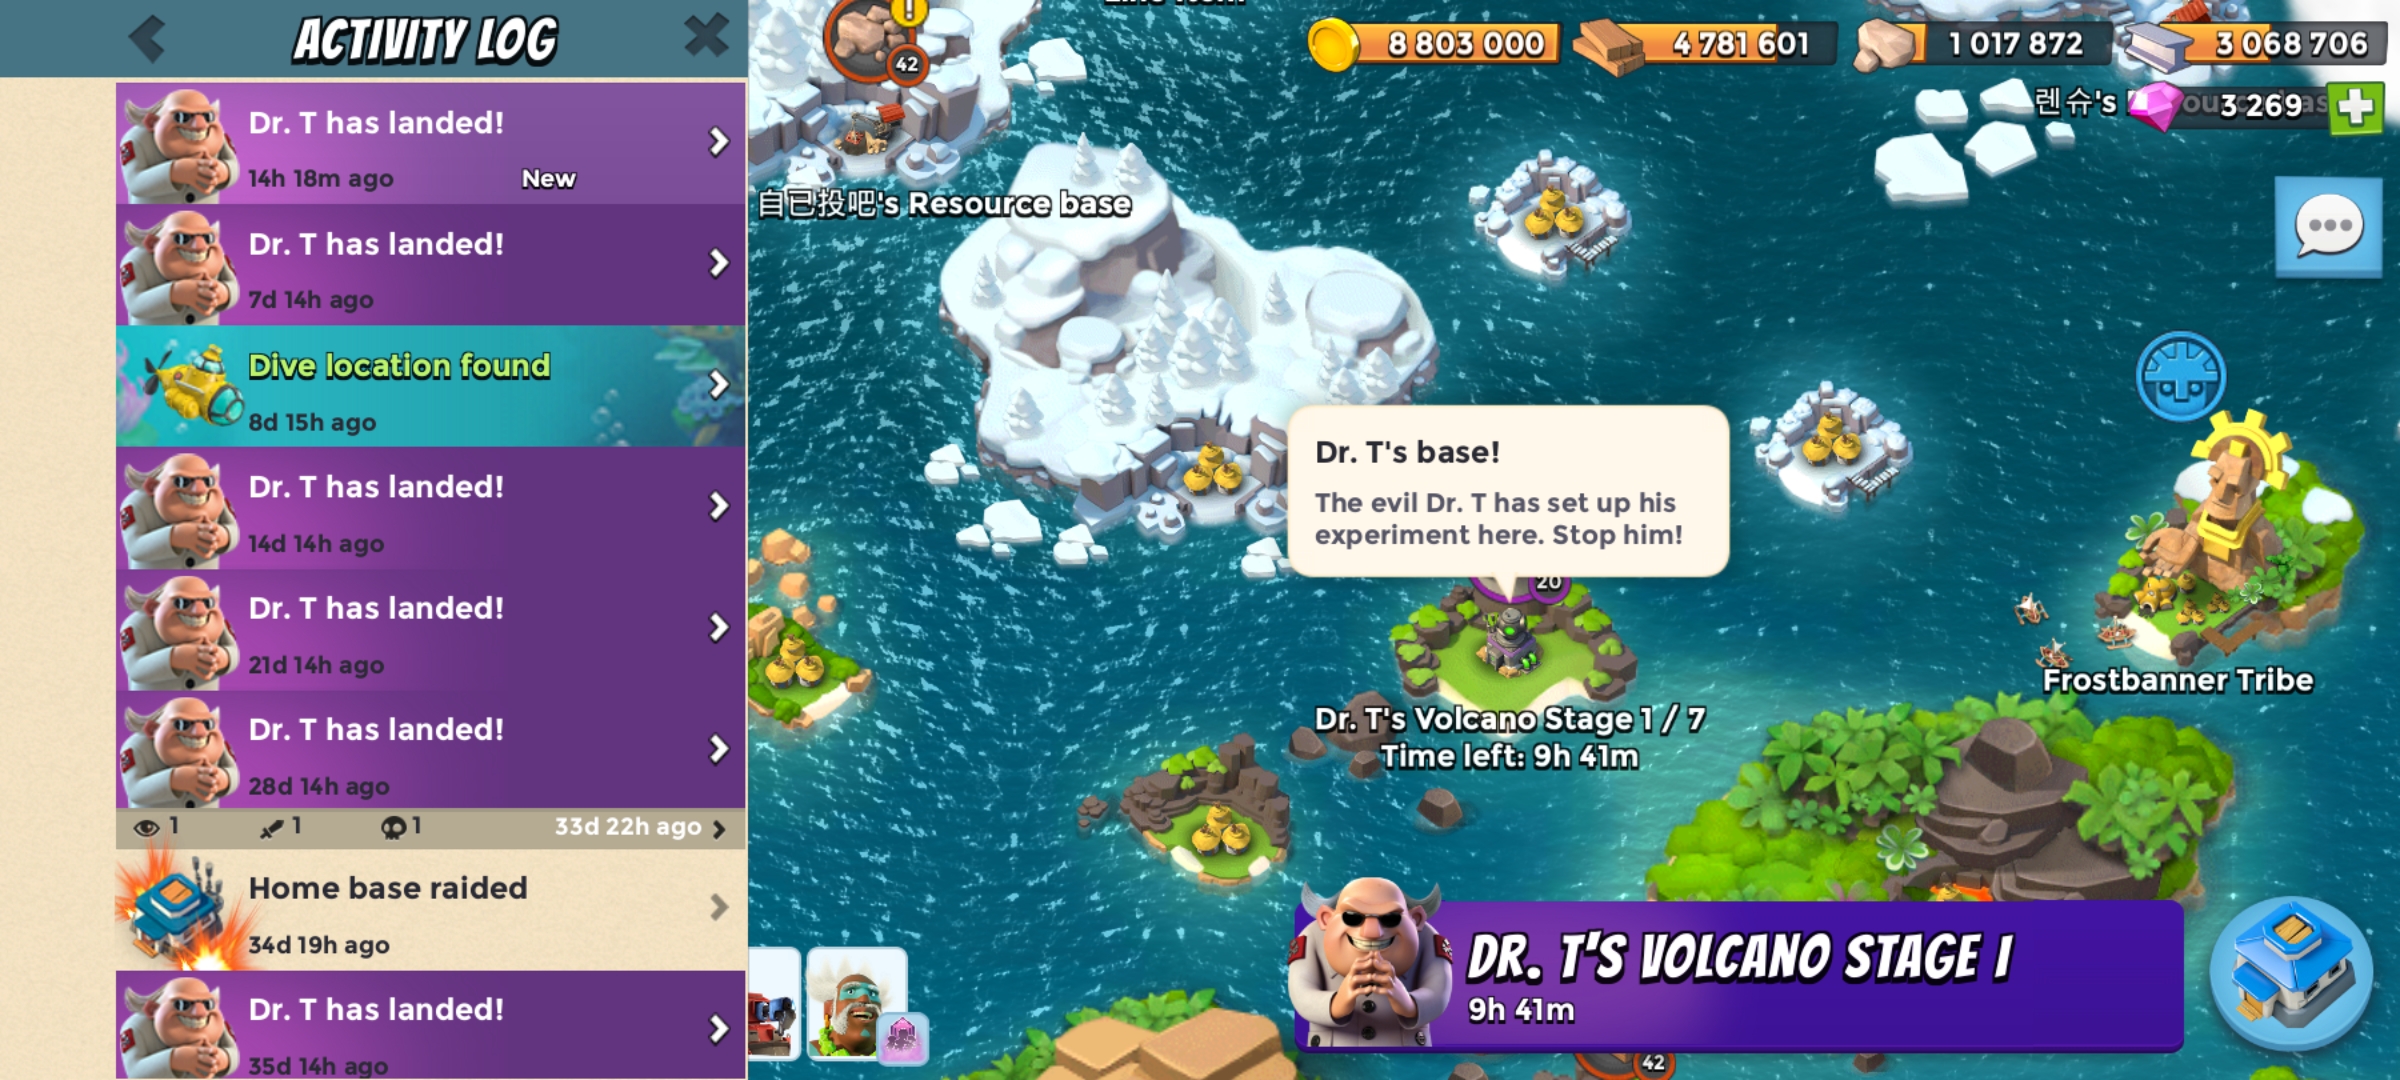 ACTIVITY LOG
Dr. T has landed!
14h 18m ago
New
Dr. T has landed!
7d 14h ago
Dive location found
8d 15h ago
Dr. T has landed!
14d 14h ago
Dr. T has landed!
21d 14h ago
Dr. T has landed!
28d 14h ago
1 1 1 33d 22h ago
Home base raided
34d 19h ago
Dr. T has landed!
35d 14h ago
42
8 803 000
4 781 601
1 017 872
3 068 706
렌슈's
3 269
自已投吧's Resource base
Dr. T's base!
The evil Dr. T has set up his
experiment here. Stop him!
20
Dr. T's Volcano Stage 1 / 7
Time left: 9h 41m
Frostbanner Tribe
DR. T'S VOLCANO STAGE I
9h 41m
42